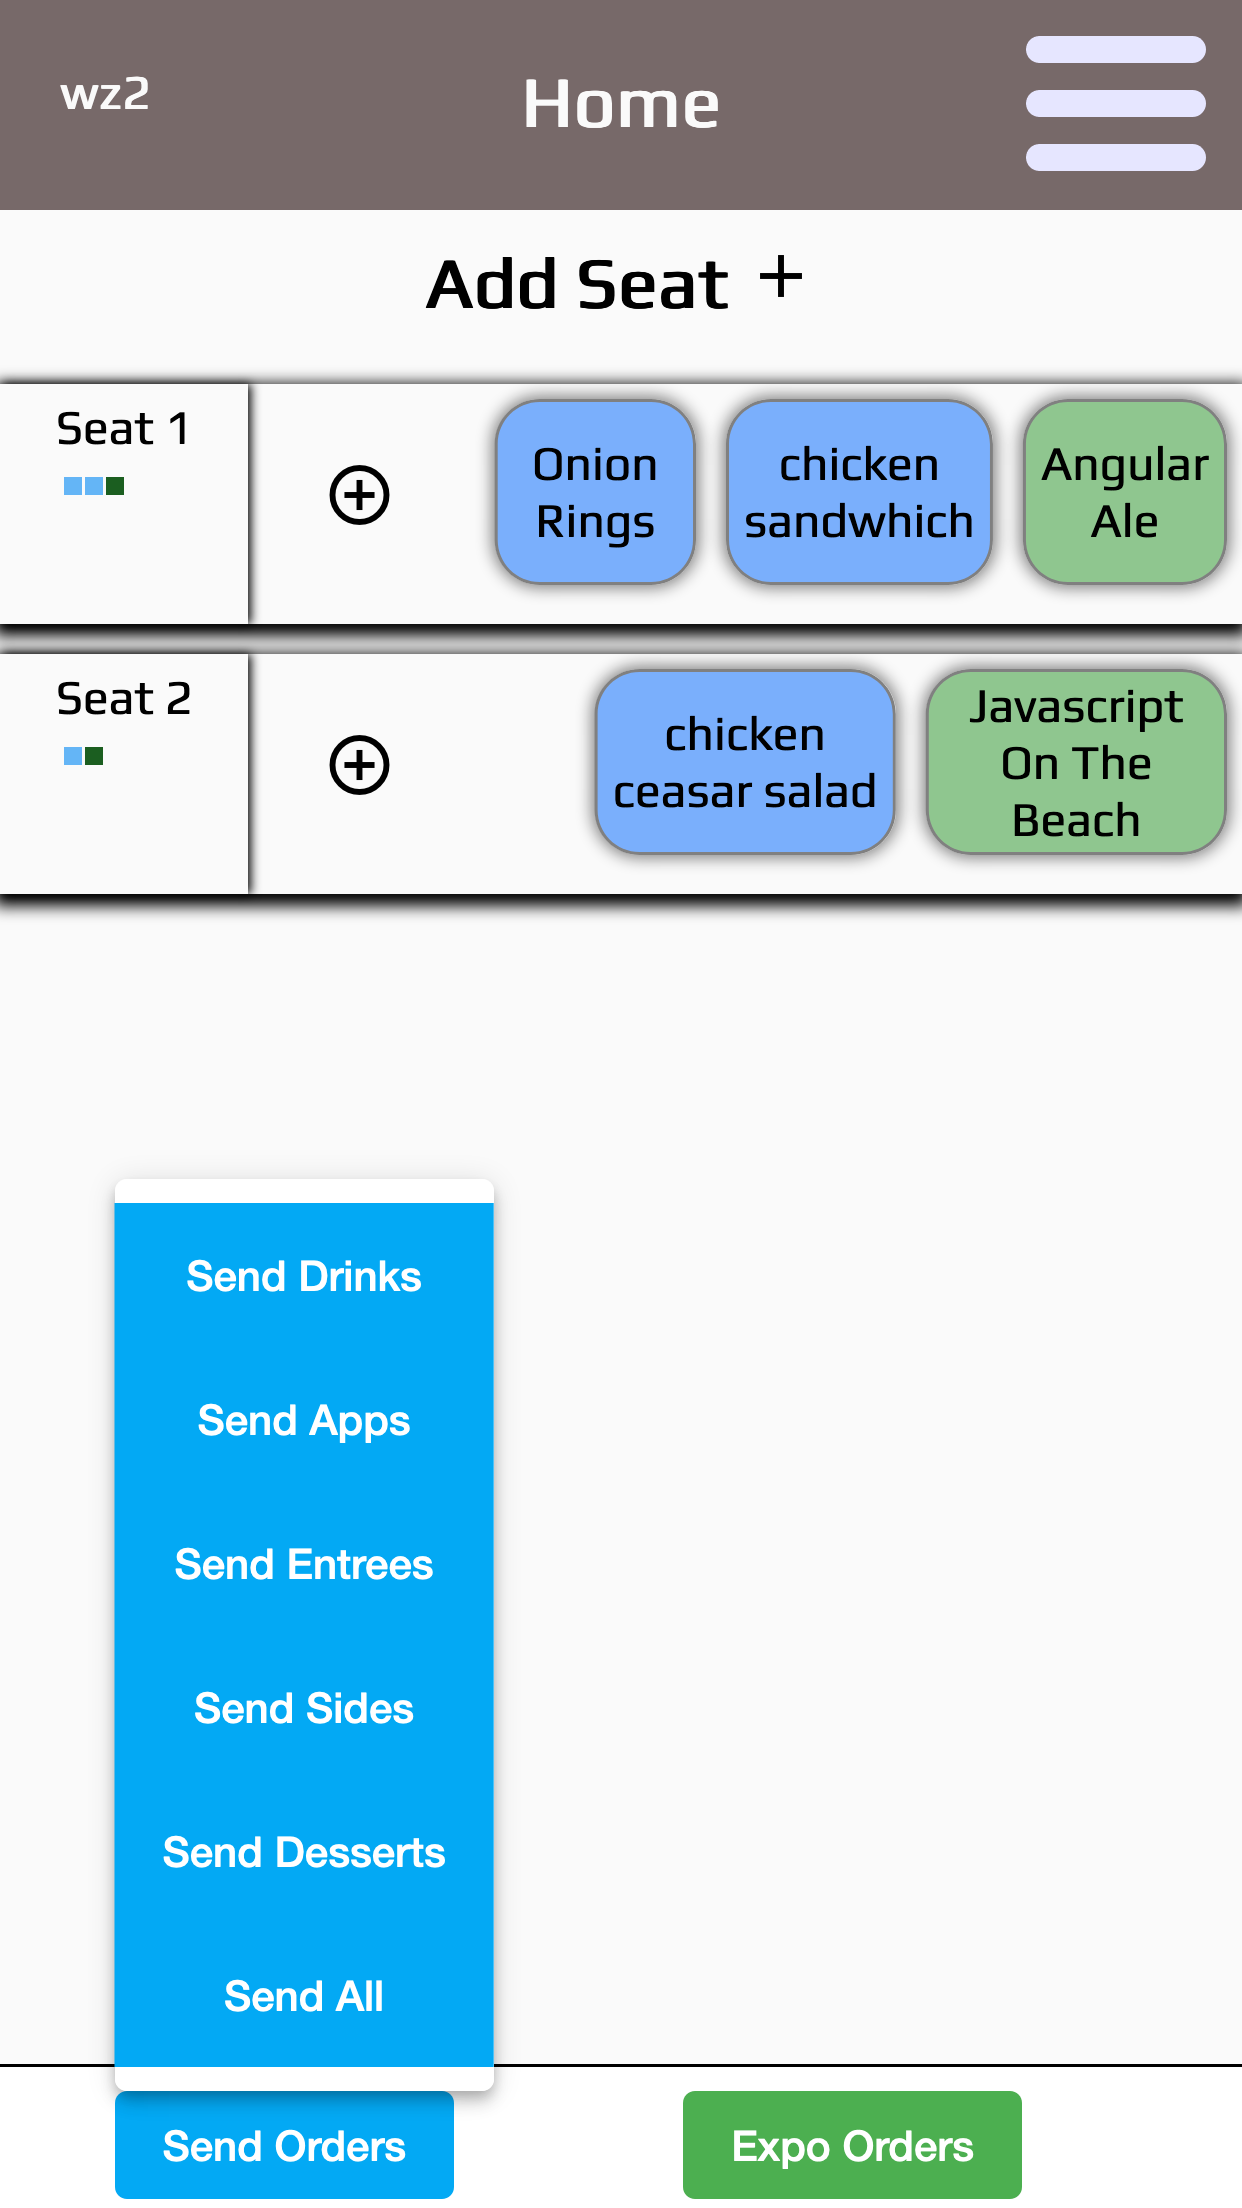 wz2
Home
Add Seat +
Seat 1
Onion
Rings
chicken
sandwhich
Angular
Ale
Seat 2
chicken
ceasar salad
Javascript
On The
Beach
Send Drinks
Send Apps
Send Entrees
Send Sides
Send Desserts
Send All
Send Orders
Expo Orders